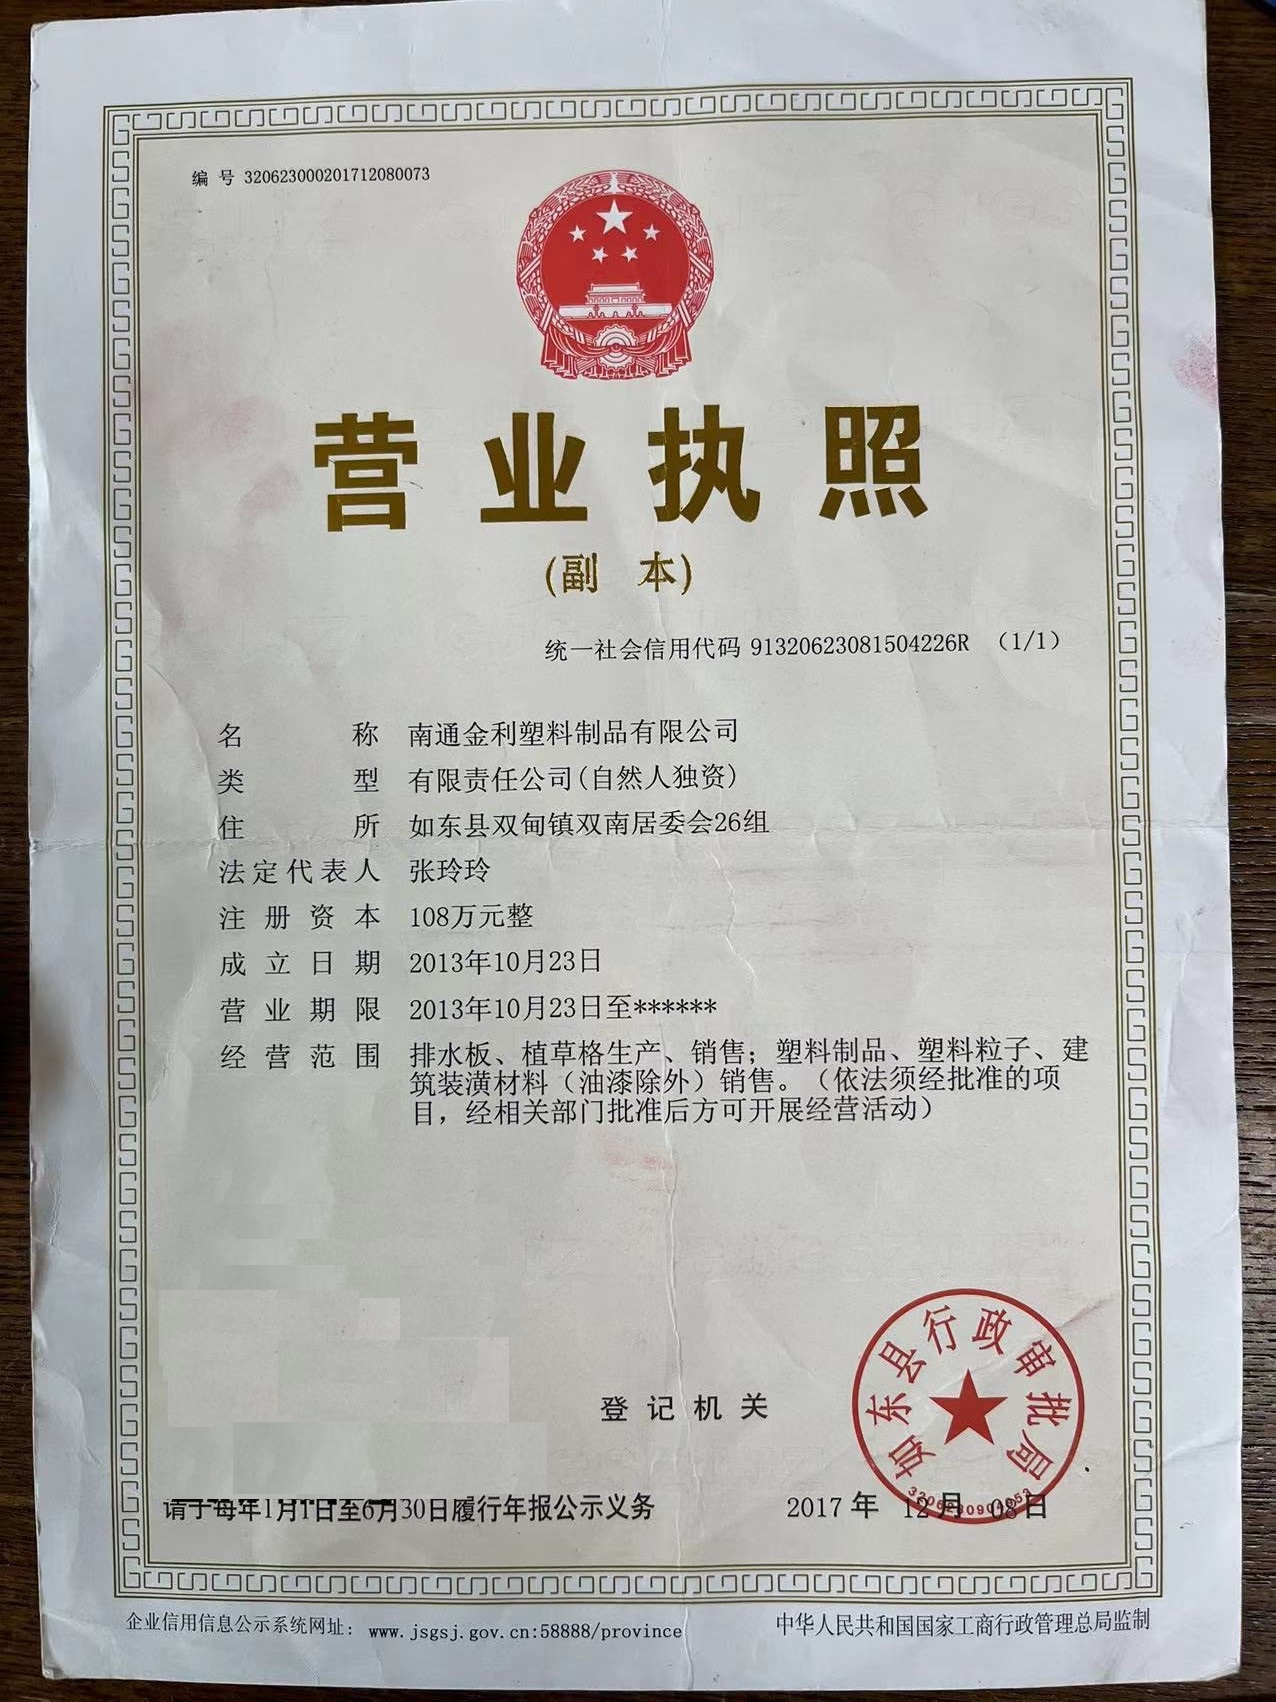 编 号 320623000201712080073
营业执照
(副 本)
统一社会信用代码 91320623081504226R （1/1）
名 称 南通金利塑料制品有限公司
类 型 有限责任公司(自然人独资)
住 所 如东县双甸镇双南居委会26组
法定代表人 张玲玲
注册资本 108万元整
成立日期 2013年10月23日
营业期限 2013年10月23日至******
经营范围 排水板、植草格生产、销售；塑料制品、塑料粒子、建
筑装潢材料（油漆除外）销售。（依法须经批准的项
目，经相关部门批准后方可开展经营活动）
如东县行政审批局
登记机关
请于每年1月1日至6月30日履行年报公示义务
2017 年 12月 08日
企业信用信息公示系统网址： www.jsgsj.gov.cn:58888/province
中华人民共和国国家工商行政管理总局监制